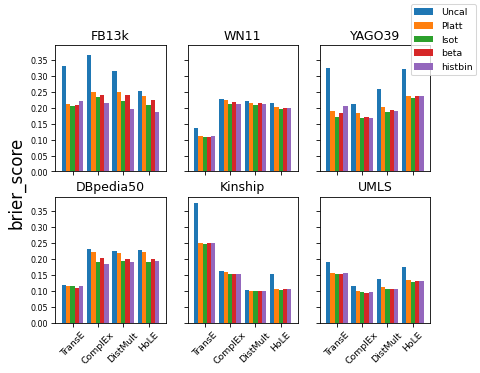 Uncal
Platt
Isot
beta
histbin
FB13k
WN11
YAGO39
0.35
0.30
0.25
0.20
0.15
0.10
0.05
0.00
brier_score
DBpedia50
Kinship
UMLS
0.35
0.30
0.25
0.20
0.15
0.10
0.05
0.00
TransE
ComplEx
DistMult
HoLE
TransE
ComplEx
DistMult
HoLE
TransE
ComplEx
DistMult
HoLE